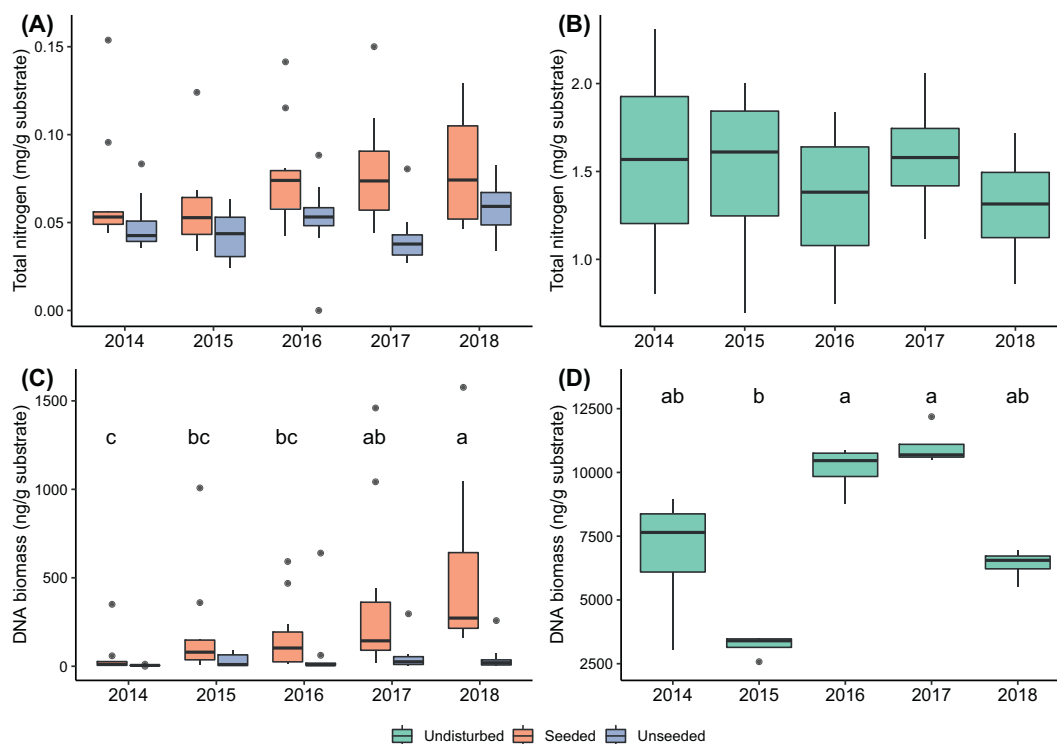 (A)
Total nitrogen (mg/g substrate)
0.15
0.10
0.05
0.00
2014 2015 2016 2017 2018
(B)
Total nitrogen (mg/g substrate)
2.0
1.5
1.0
2014 2015 2016 2017 2018
(C)
DNA biomass (ng/g substrate)
1500
1000
500
0
c bc bc ab a
2014 2015 2016 2017 2018
(D)
DNA biomass (ng/g substrate)
12500
10000
7500
5000
2500
ab b a a ab
2014 2015 2016 2017 2018
Undisturbed Seeded Unseeded